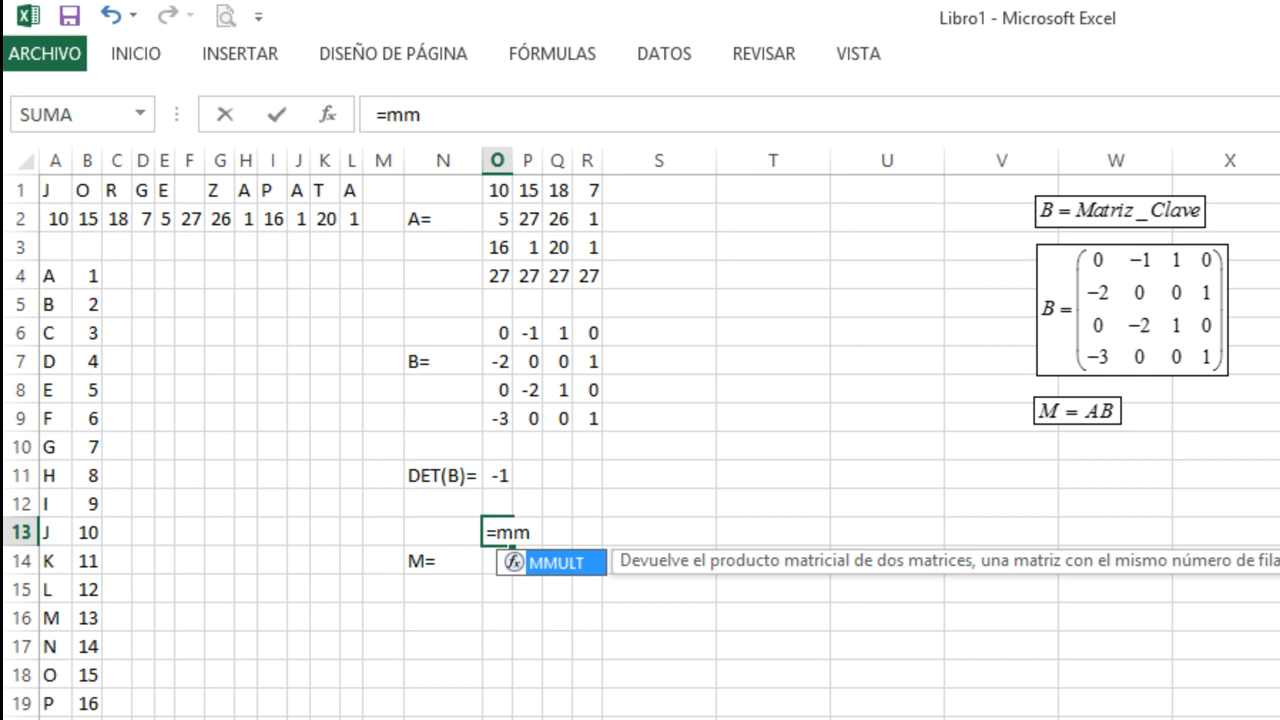 Libro1 - Microsoft Excel
ARCHIVO INICIO INSERTAR DISEÑO DE PÁGINA FÓRMULAS DATOS REVISAR VISTA
SUMA fx =mm
A B C D E F G H I J K L M N O P Q R S T U V W X
1 J O R G E Z A P A T A 10 15 18 7
2 10 15 18 7 5 27 26 1 16 1 20 1 A= 5 27 26 1
B = Matriz_Clave
3 16 1 20 1
4 A 1 27 27 27 27
5 B 2
6 C 3 0 -1 1 0
7 D 4 B= -2 0 0 1
8 E 5 0 -2 1 0
9 F 6 -3 0 0 1
B = 0 −1 1 0
−2 0 0 1
0 −2 1 0
−3 0 0 1
M = AB
10 G 7
11 H 8 DET(B)= -1
12 I 9
13 J 10 =mm
14 K 11 M= fx MMULT Devuelve el producto matricial de dos matrices, una matriz con el mismo número de fila
15 L 12
16 M 13
17 N 14
18 O 15
19 P 16